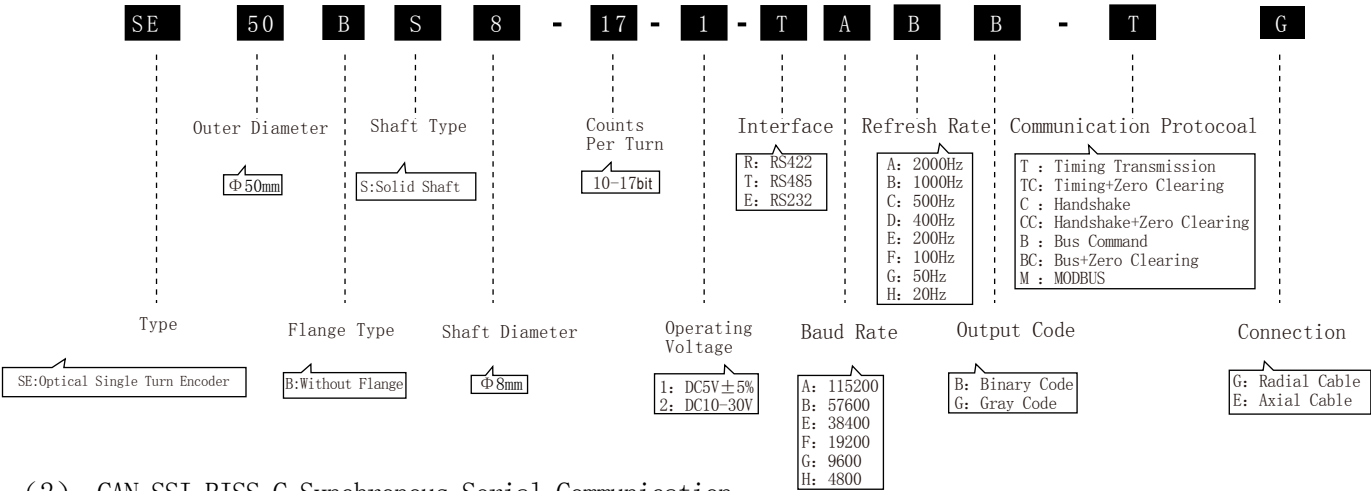 SE 50 B S 8 - 17 - 1 - T A B B - T G
Outer Diameter
Φ50mm
Shaft Type
S:Solid Shaft
Counts
Per Turn
10-17bit
Interface
R: RS422
T: RS485
E: RS232
Refresh Rate
A: 2000Hz
B: 1000Hz
C: 500Hz
D: 400Hz
E: 200Hz
F: 100Hz
G: 50Hz
H: 20Hz
Communication Protocoal
T : Timing Transmission
TC: Timing+Zero Clearing
C : Handshake
CC: Handshake+Zero Clearing
B : Bus Command
BC: Bus+Zero Clearing
M : MODBUS
Type
SE:Optical Single Turn Encoder
Flange Type
B:Without Flange
Shaft Diameter
Φ8mm
Operating
Voltage
1: DC5V±5%
2: DC10-30V
Baud Rate
A: 115200
B: 57600
E: 38400
F: 19200
G: 9600
H: 4800
Output Code
B: Binary Code
G: Gray Code
Connection
G: Radial Cable
E: Axial Cable